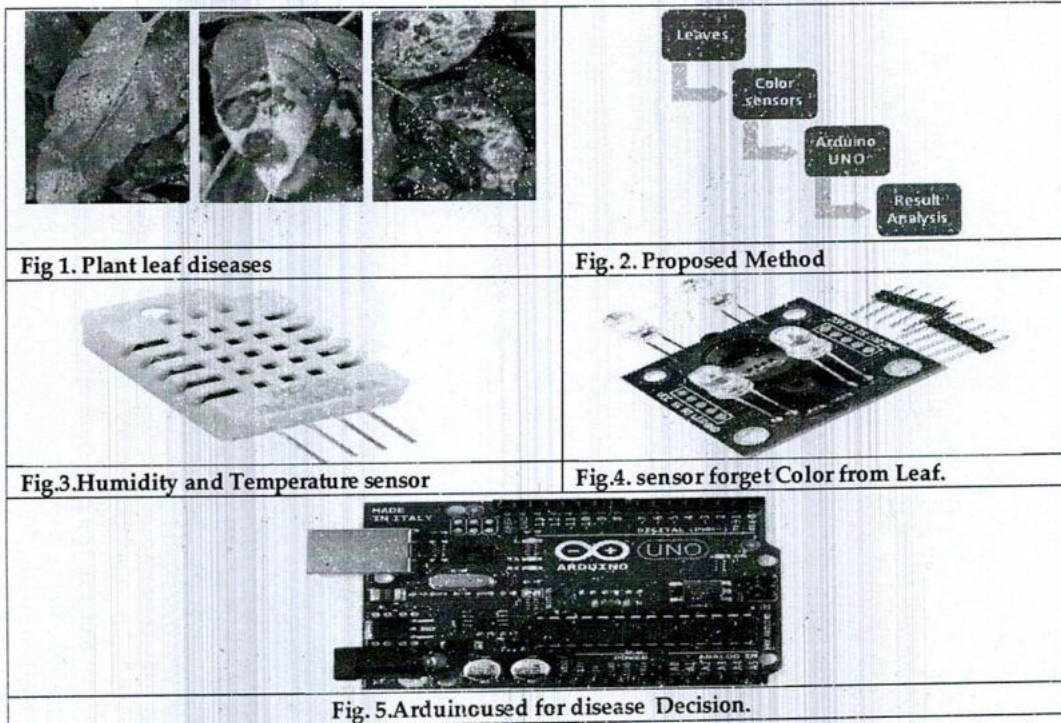 Leaves
Color
sensors
Arduino
UNO
Result
Analysis
Fig 1. Plant leaf diseases
Fig. 2. Proposed Method
Fig.3.Humidity and Temperature sensor
Fig.4. sensor forget Color from Leaf.
MADE
IN ITALY
DIGITAL
UNO
ARDUINO
POWER
ANALOG IN
Fig. 5.Arduinoused for disease Decision.